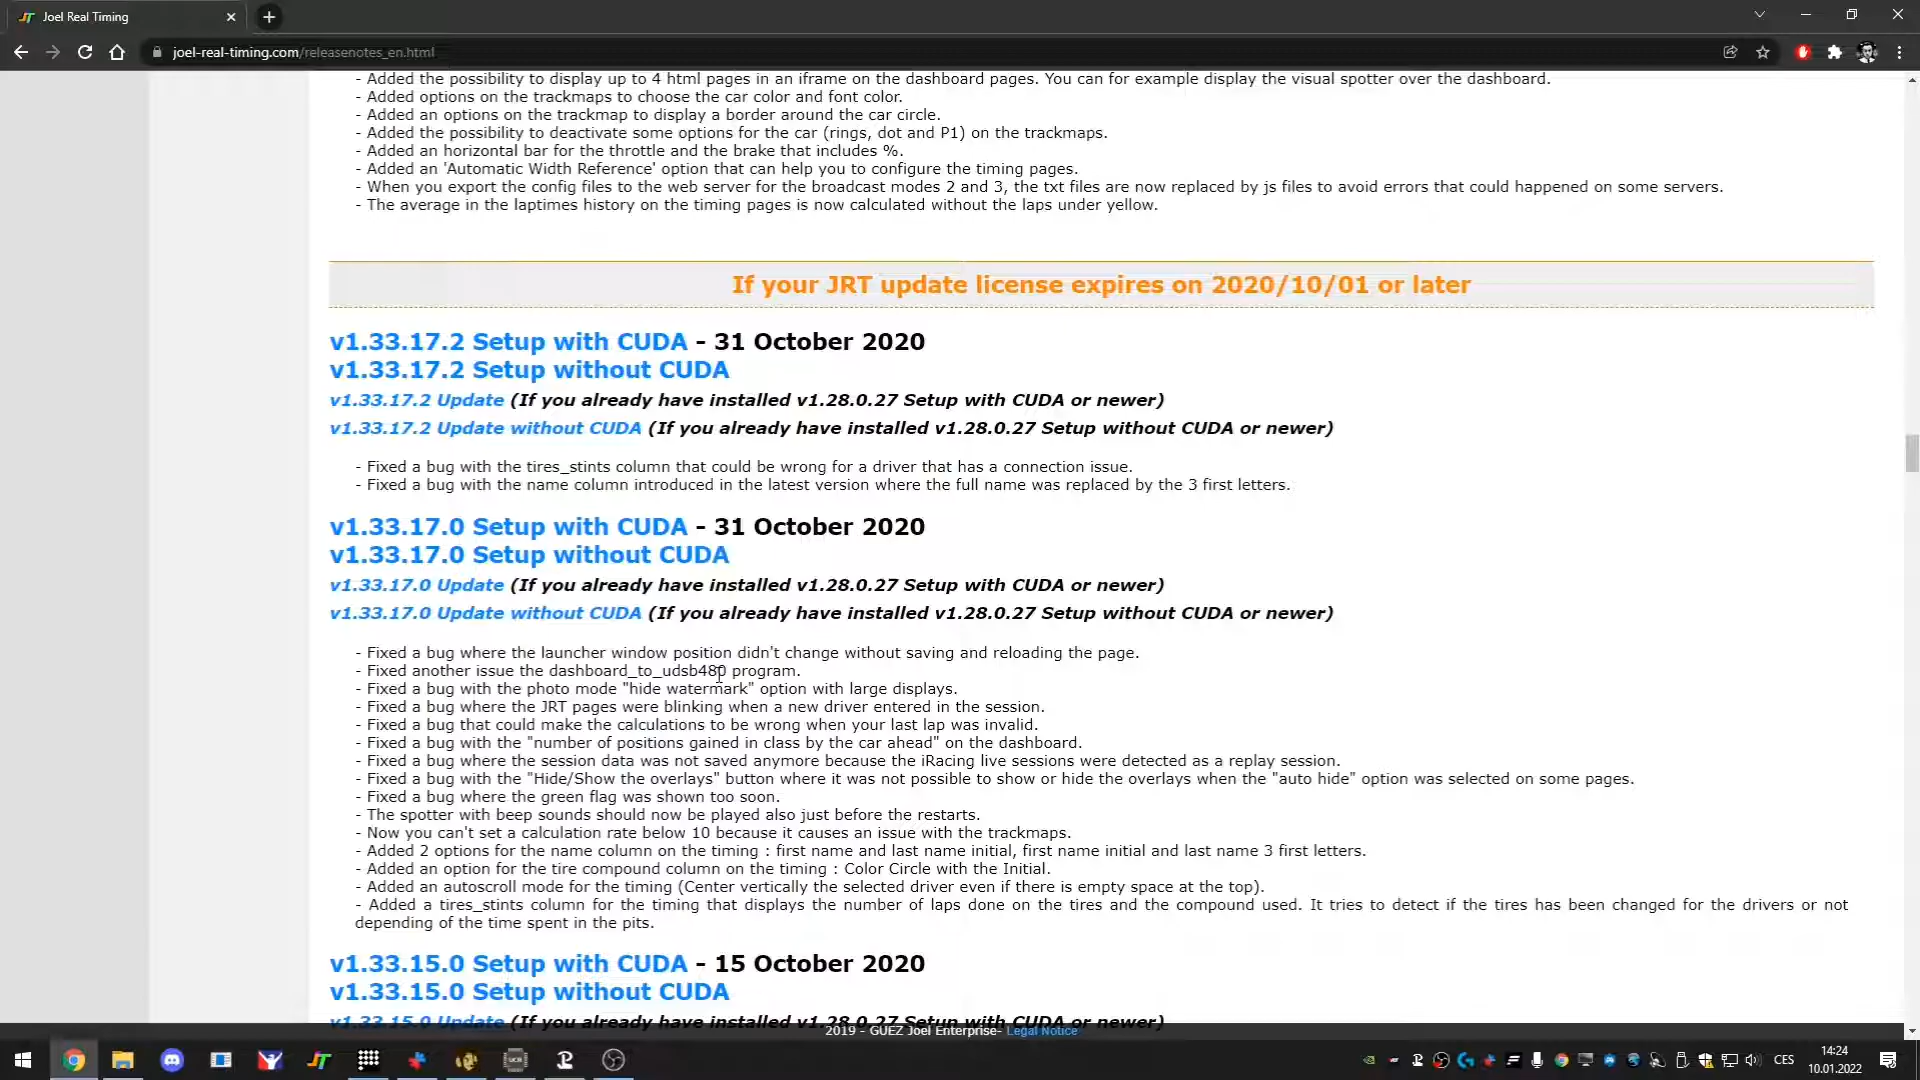 Joel Real Timing
joel-real-timing.com/releasenotes_en.html
- Added the possibility to display up to 4 html pages in an iframe on the dashboard pages. You can for example display the visual spotter over the dashboard.
- Added options on the trackmaps to choose the car color and font color.
- Added an options on the trackmap to display a border around the car circle.
- Added the possibility to deactivate some options for the car (rings, dot and P1) on the trackmaps.
- Added an horizontal bar for the throttle and the brake that includes %.
- Added an 'Automatic Width Reference' option that can help you to configure the timing pages.
- When you export the config files to the web server for the broadcast modes 2 and 3, the txt files are now replaced by js files to avoid errors that could happened on some servers.
- The average in the laptimes history on the timing pages is now calculated without the laps under yellow.
If your JRT update license expires on 2020/10/01 or later
v1.33.17.2 Setup with CUDA - 31 October 2020
v1.33.17.2 Setup without CUDA
v1.33.17.2 Update (If you already have installed v1.28.0.27 Setup with CUDA or newer)
v1.33.17.2 Update without CUDA (If you already have installed v1.28.0.27 Setup without CUDA or newer)
- Fixed a bug with the tires_stints column that could be wrong for a driver that has a connection issue.
- Fixed a bug with the name column introduced in the latest version where the full name was replaced by the 3 first letters.
v1.33.17.0 Setup with CUDA - 31 October 2020
v1.33.17.0 Setup without CUDA
v1.33.17.0 Update (If you already have installed v1.28.0.27 Setup with CUDA or newer)
v1.33.17.0 Update without CUDA (If you already have installed v1.28.0.27 Setup without CUDA or newer)
- Fixed a bug where the launcher window position didn't change without saving and reloading the page.
- Fixed another issue the dashboard_to_udsb480 program.
- Fixed a bug with the photo mode "hide watermark" option with large displays.
- Fixed a bug where the JRT pages were blinking when a new driver entered in the session.
- Fixed a bug that could make the calculations to be wrong when your last lap was invalid.
- Fixed a bug with the "number of positions gained in class by the car ahead" on the dashboard.
- Fixed a bug where the session data was not saved anymore because the iRacing live sessions were detected as a replay session.
- Fixed a bug with the "Hide/Show the overlays" button where it was not possible to show or hide the overlays when the "auto hide" option was selected on some pages.
- Fixed a bug where the green flag was shown too soon.
- The spotter with beep sounds should now be played also just before the restarts.
- Now you can't set a calculation rate below 10 because it causes an issue with the trackmaps.
- Added 2 options for the name column on the timing : first name and last name initial, first name initial and last name 3 first letters.
- Added an option for the tire compound column on the timing : Color Circle with the Initial.
- Added an autoscroll mode for the timing (Center vertically the selected driver even if there is empty space at the top).
- Added a tires_stints column for the timing that displays the number of laps done on the tires and the compound used. It tries to detect if the tires has been changed for the drivers or not
depending of the time spent in the pits.
v1.33.15.0 Setup with CUDA - 15 October 2020
v1.33.15.0 Setup without CUDA
v1.33.15.0 Update (If you already have installed v1.28.0.27 Setup with CUDA or newer)
2019 - GUEZ Joel Enterprise- Legal Notice
CES
14:24
10.01.2022